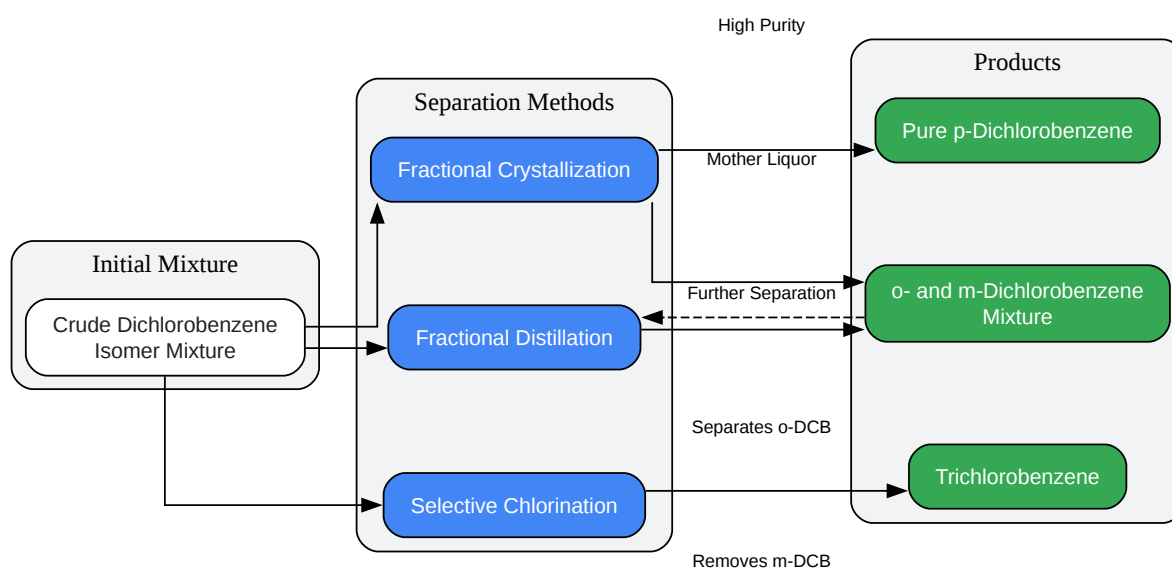 High Purity
Products
Separation Methods
Pure p-Dichlorobenzene
Fractional Crystallization
Mother Liquor
Initial Mixture
o- and m-Dichlorobenzene
Mixture
Further Separation
Crude Dichlorobenzene
Isomer Mixture
Fractional Distillation
Separates o-DCB
Trichlorobenzene
Selective Chlorination
Removes m-DCB